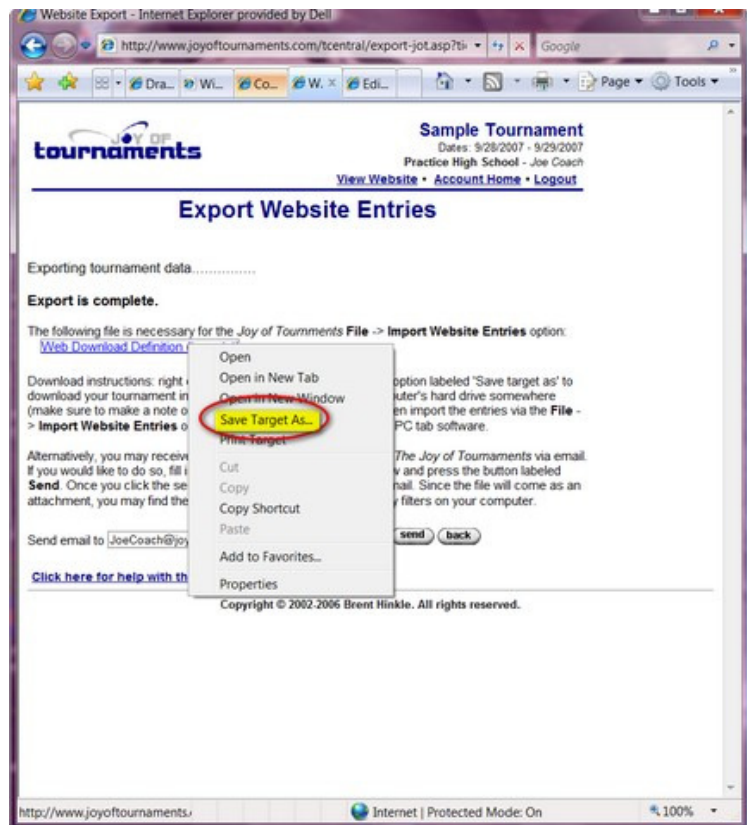 Website Export - Internet Explorer provided by Dell
http://www.joyoftournaments.com/tcentral/export-jot.asp?ti
Google
Dra... Wi... Co... W. × Edi... Page Tools
JOY OF
tournaments
Sample Tournament
Dates: 9/28/2007 - 9/29/2007
Practice High School - Joe Coach
View Website • Account Home • Logout
Export Website Entries
Exporting tournament data...............
Export is complete.
The following file is necessary for the Joy of Tournments File -> Import Website Entries option:
Web Download Definition
Download instructions: right option labeled 'Save target as' to
download your tournament in uter's hard drive somewhere
(make sure to make a note o en import the entries via the File -
> Import Website Entries o PC tab software.
Alternatively, you may receive The Joy of Tournaments via email.
If you would like to do so, fill i w and press the button labeled
Send. Once you click the se nail. Since the file will come as an
attachment, you may find the y filters on your computer.
Send email to JoeCoach@joy send back
Click here for help with th
Copyright © 2002-2006 Brent Hinkle. All rights reserved.
Open
Open in New Tab
Open in New Window
Save Target As...
Print Target
Cut
Copy
Copy Shortcut
Paste
Add to Favorites...
Properties
http://www.joyoftournaments. Internet | Protected Mode: On 100%